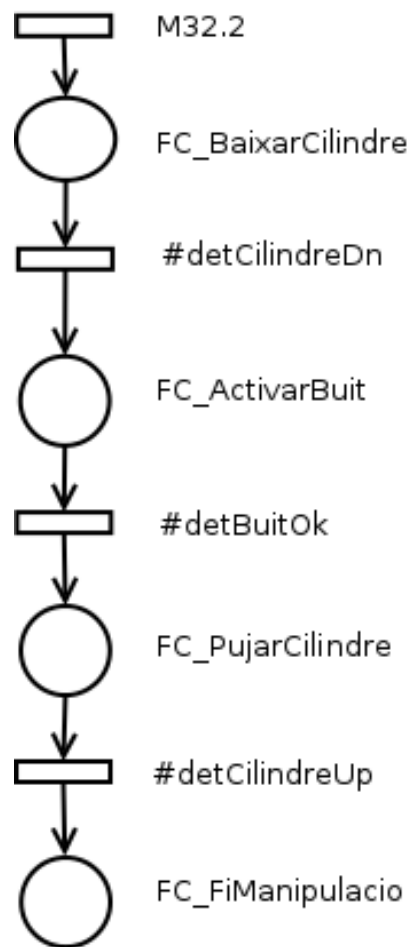 M32.2
FC_BaixarCilindre
#detCilindreDn
FC_ActivarBuit
#detBuitOk
FC_PujarCilindre
#detCilindreUp
FC_FiManipulacio